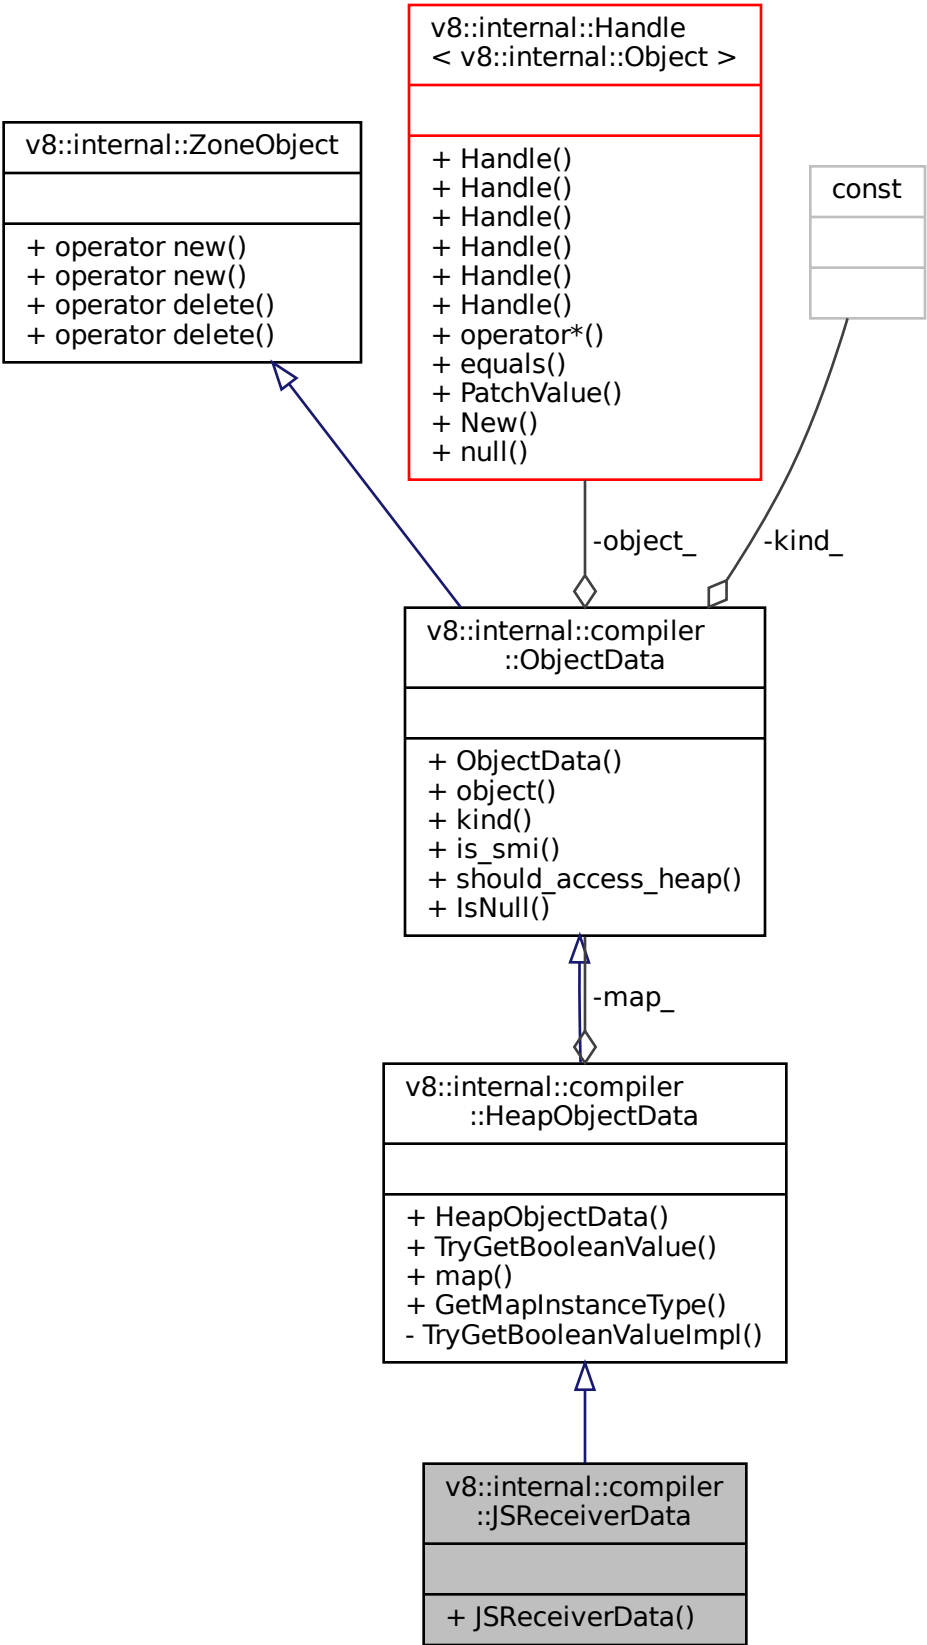 v8::internal::Handle
< v8::internal::Object >
+ Handle()
+ Handle()
+ Handle()
+ Handle()
+ Handle()
+ Handle()
+ operator*()
+ equals()
+ PatchValue()
+ New()
+ null()
v8::internal::ZoneObject
+ operator new()
+ operator new()
+ operator delete()
+ operator delete()
const
-object_
-kind_
v8::internal::compiler
::ObjectData
+ ObjectData()
+ object()
+ kind()
+ is_smi()
+ should_access_heap()
+ IsNull()
-map_
v8::internal::compiler
::HeapObjectData
+ HeapObjectData()
+ TryGetBooleanValue()
+ map()
+ GetMapInstanceType()
- TryGetBooleanValueImpl()
v8::internal::compiler
::JSReceiverData
+ JSReceiverData()